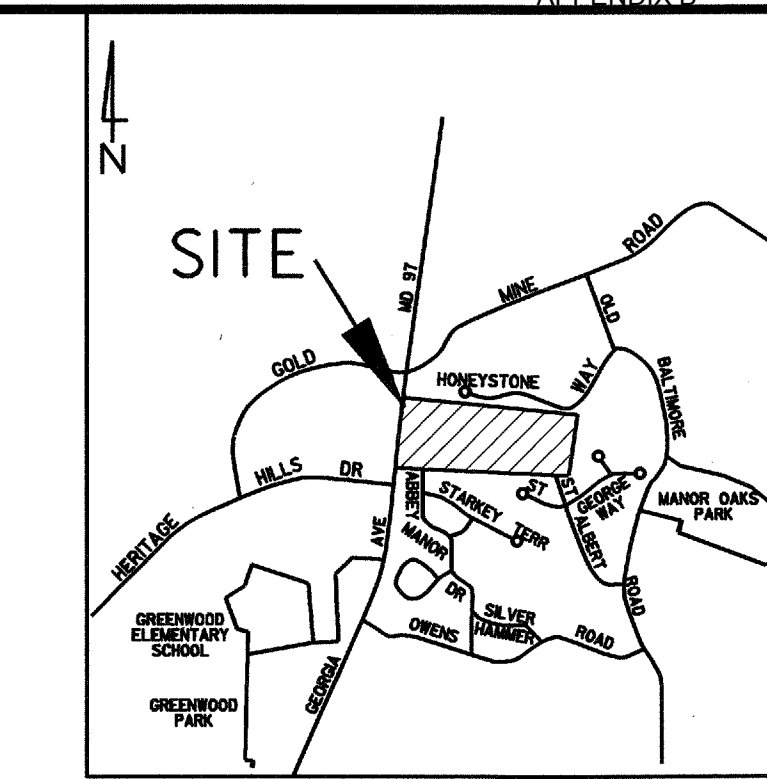 APPENDIX B
N
SITE
MD 97
ROAD
MINE
OLD
GOLD
HONEYSTONE
WAY
BALTIMORE
HILLS DR
HERITAGE
ABBEY
MANOR
DR
STARKEY
TERR
ST
GEORGE
WAY
ST
ALBERT
MANOR OAKS
PARK
AVE
GEORGIA
GREENWOOD
ELEMENTARY
SCHOOL
SILVER
HAMMER
OWENS
ROAD
ROAD
GREENWOOD
PARK